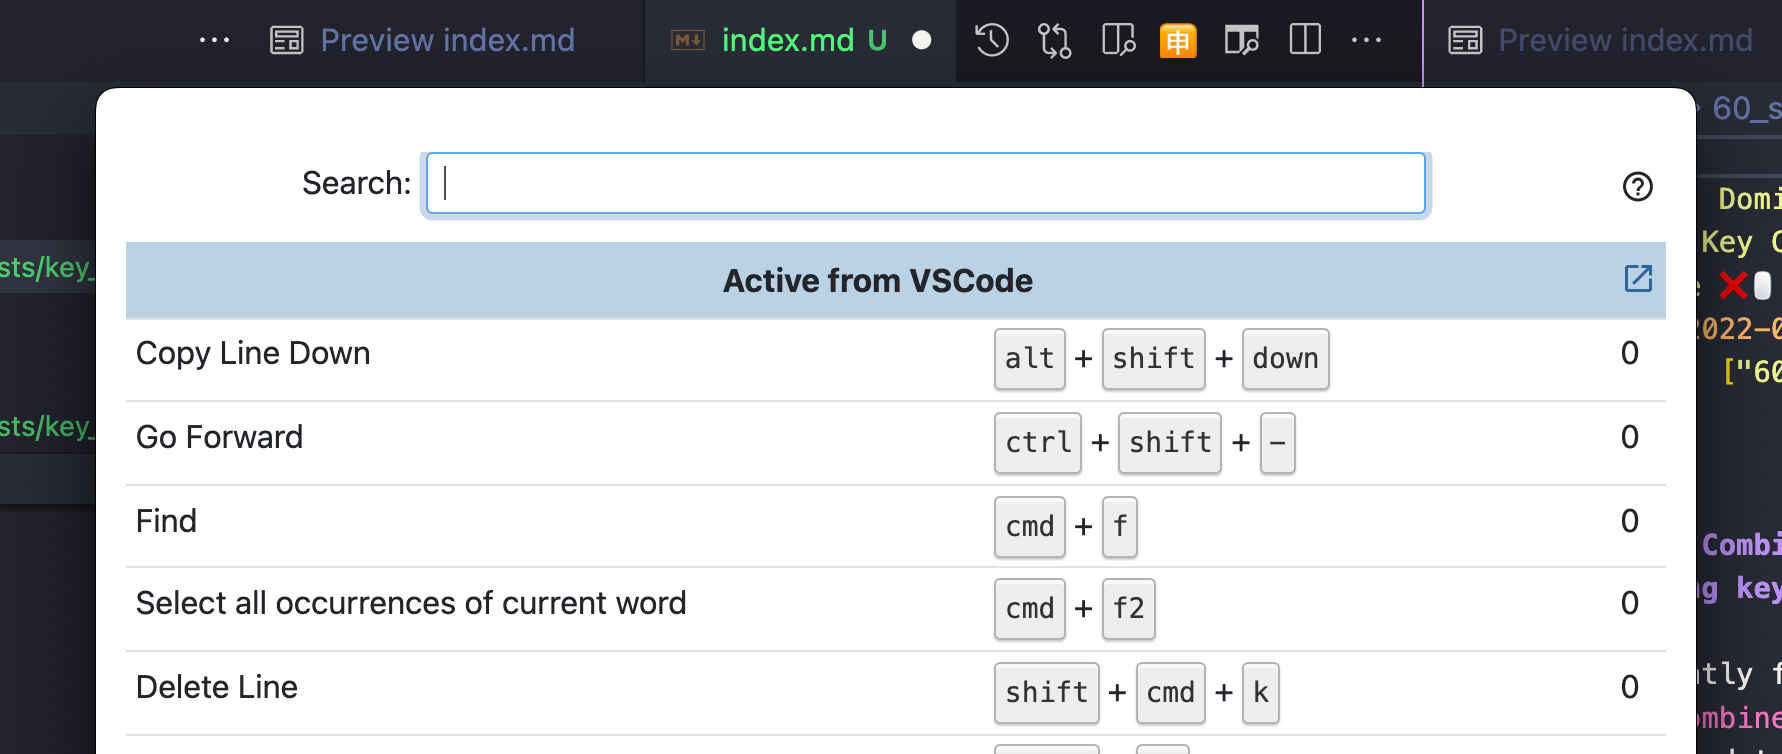 Preview index.md
index.md U
申
Preview index.md
60_s
Search:
Domi
Key
Active from VSCode
sts/key_
2022-0
Copy Line Down alt + shift + down 0
["60
Go Forward ctrl + shift + - 0
sts/key_
Find cmd + f 0
Combi
Select all occurrences of current word cmd + f2 0
g key
Delete Line shift + cmd + k 0
tly f
mbine